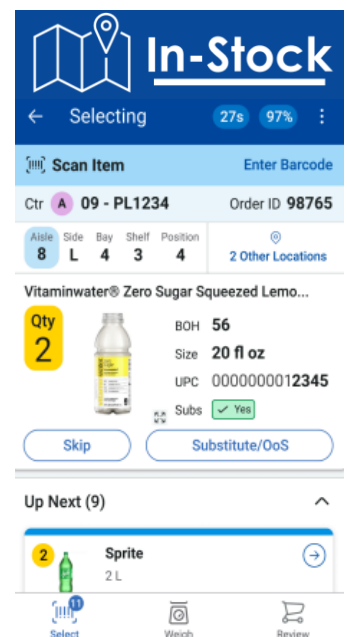 In-Stock
Selecting 27s 97%
Scan Item Enter Barcode
Ctr A 09 - PL1234 Order ID 98765
Aisle Side Bay Shelf Position
8 L 4 3 4 2 Other Locations
Vitaminwater® Zero Sugar Squeezed Lemo...
Qty BOH 56
2 Size 20 fl oz
UPC 000000012345
Subs Yes
Skip Substitute/OoS
Up Next (9)
2 Sprite
2 L
11
Select Weigh Review